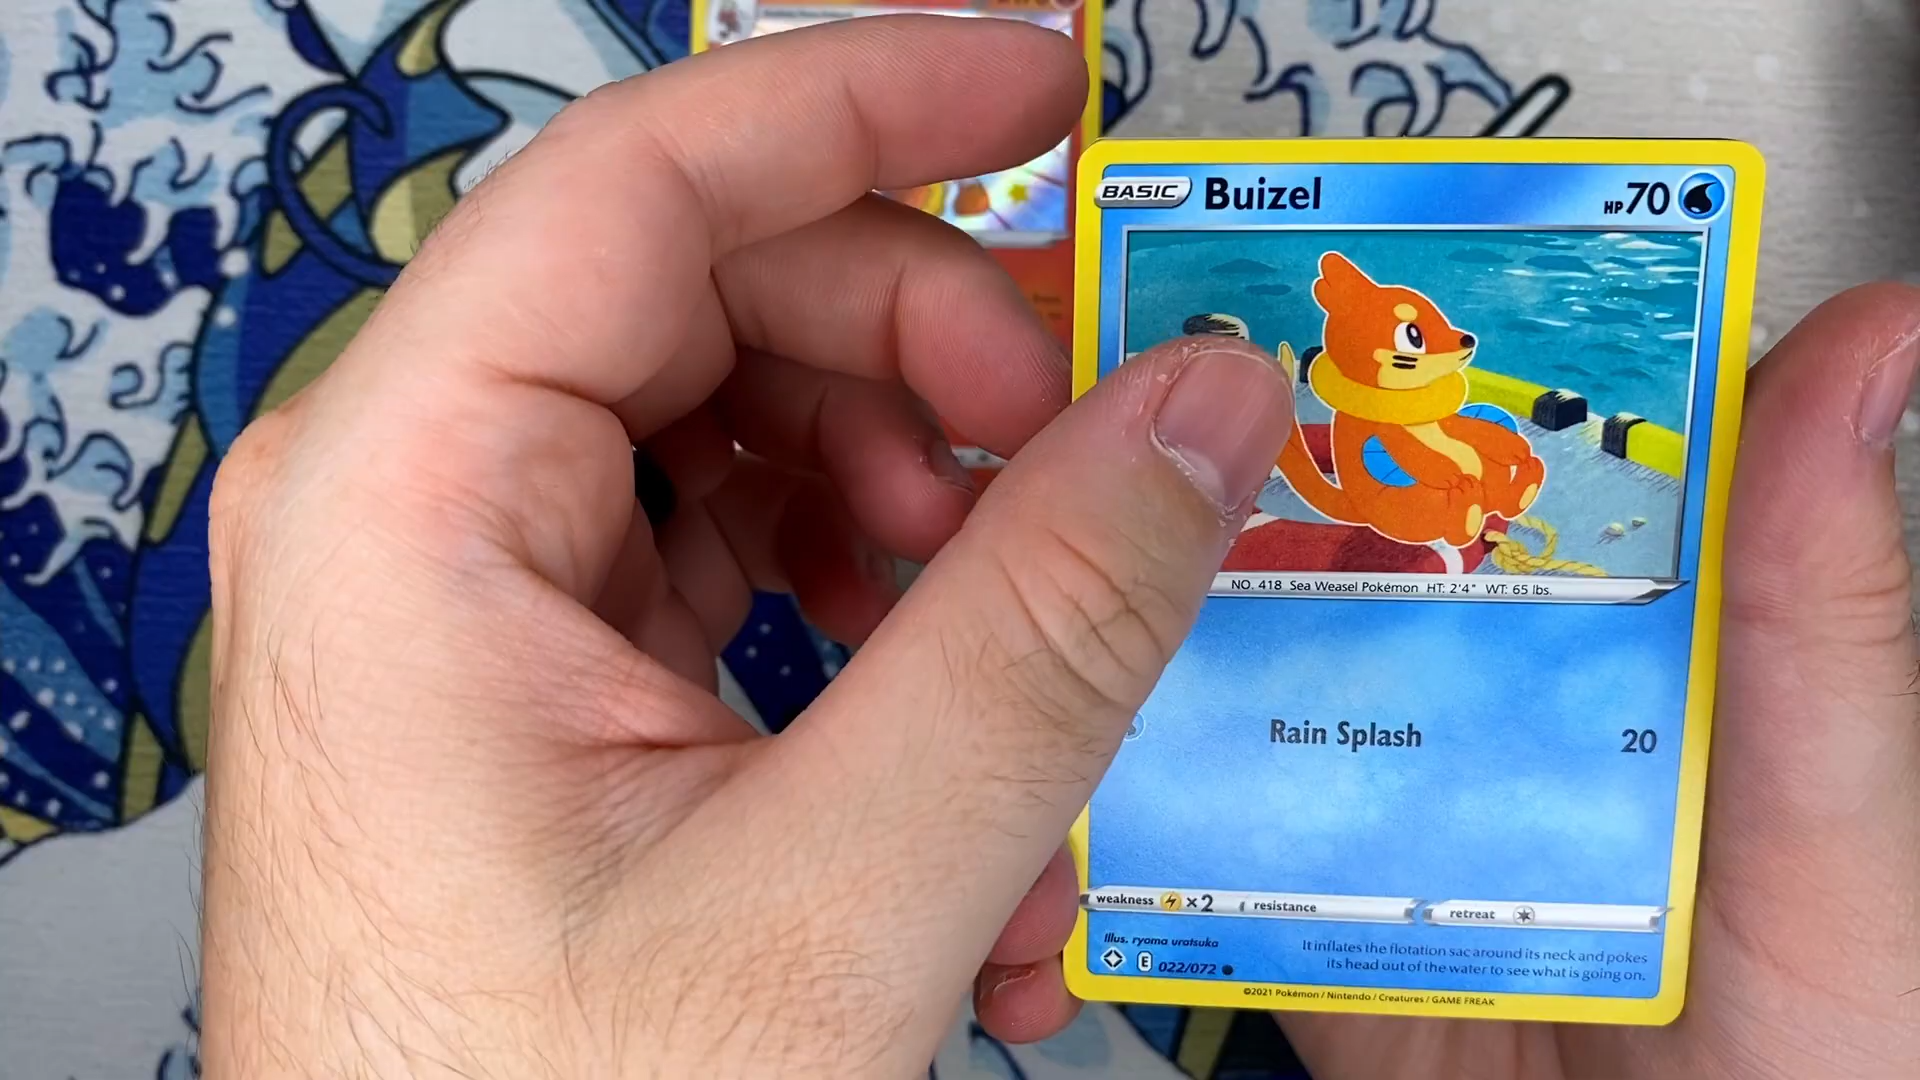 BASIC Buizel HP70
NO. 418 Sea Weasel Pokémon HT: 2'4" WT: 65 lbs.
Rain Splash 20
weakness ×2 resistance retreat
Illus. ryoma uratsuka
It inflates the flotation sac around its neck and pokes
its head out of the water to see what is going on.
E 022/072
©2021 Pokémon / Nintendo / Creatures / GAME FREAK